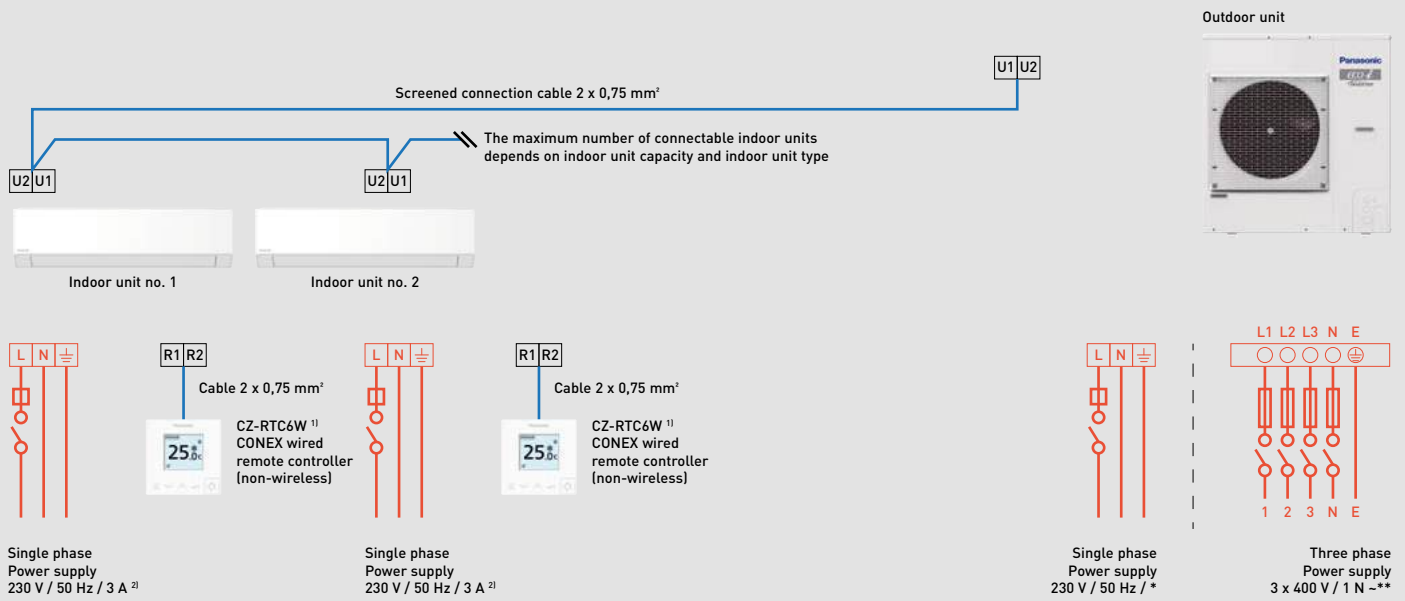 Outdoor unit
Panasonic
U1 U2
Screened connection cable 2 x 0,75 mm²
The maximum number of connectable indoor units
depends on indoor unit capacity and indoor unit type
U2 U1
U2 U1
Indoor unit no. 1
Indoor unit no. 2
L1 L2 L3 N E
L N
R1 R2
L N
R1 R2
L N
Cable 2 x 0,75 mm²
Cable 2 x 0,75 mm²
25.0c
CZ-RTC6W 1)
CONEX wired
remote controller
(non-wireless)
25.0c
CZ-RTC6W 1)
CONEX wired
remote controller
(non-wireless)
1 2 3 N E
Single phase
Power supply
230 V / 50 Hz / 3 A 2)
Single phase
Power supply
230 V / 50 Hz / 3 A 2)
Single phase
Power supply
230 V / 50 Hz / *
Three phase
Power supply
3 x 400 V / 1 N ~**